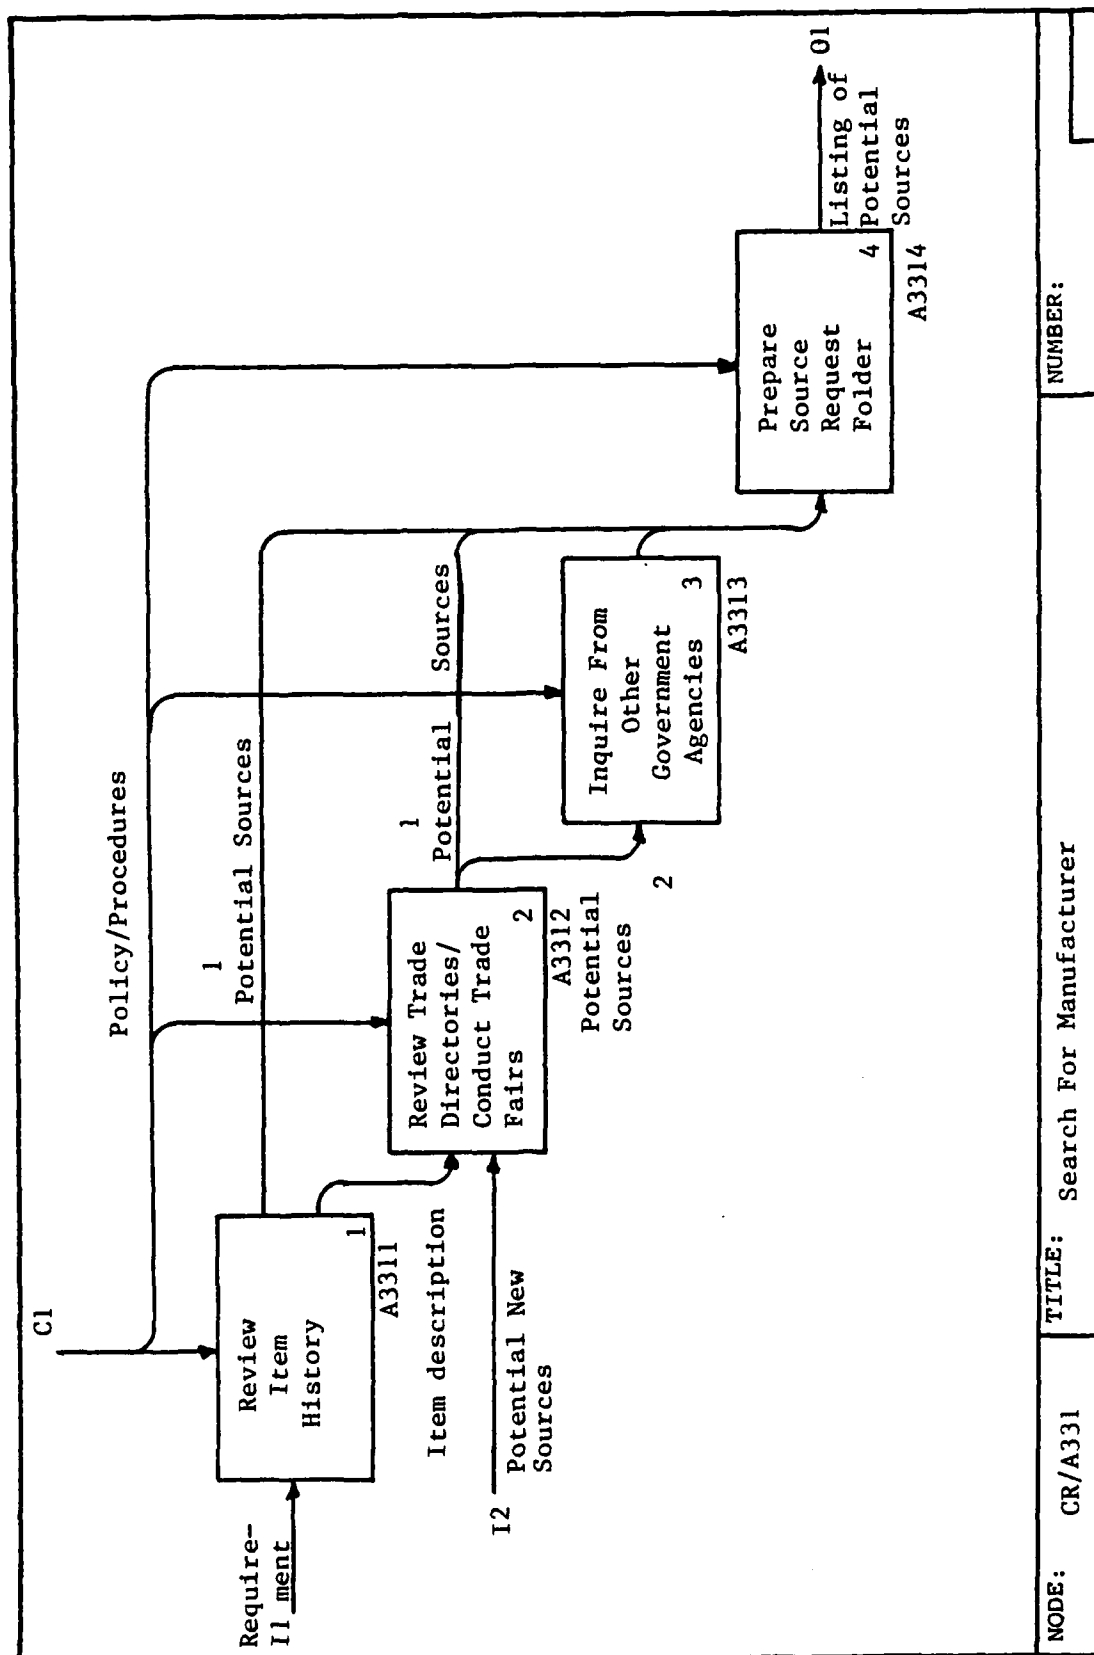 C1
Policy/Procedures
1
Potential Sources
Require-
I1 ment
Review
Item
History
1
A3311
Item description
I2
Potential New
Sources
Review Trade
Directories/
Conduct Trade
Fairs
2
A3312
1
Potential Sources
Potential
Sources
2
Inquire From
Other
Government
Agencies
3
A3313
Prepare
Source
Request
Folder
4
A3314
Listing of
Potential
Sources
O1
NODE:
CR/A331
TITLE:
Search For Manufacturer
NUMBER: